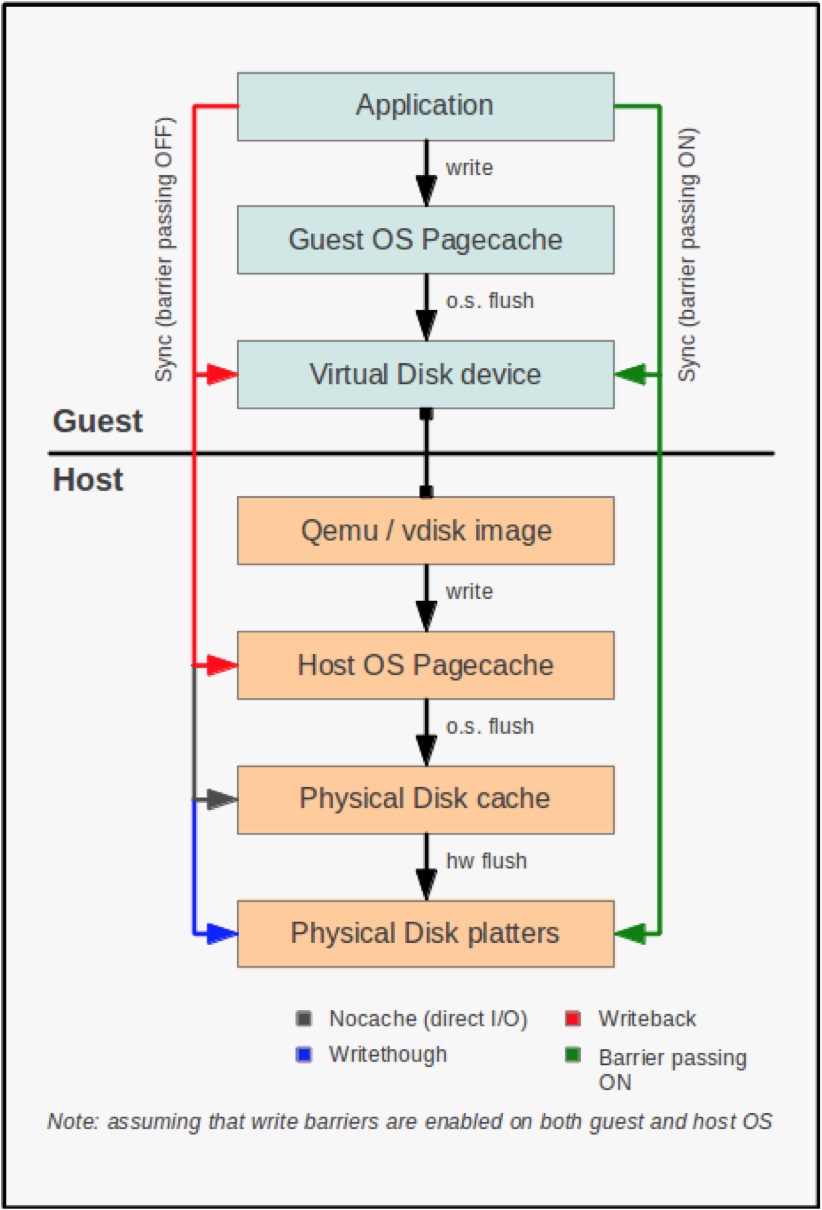 Application
Sync (barrier passing OFF)
Sync (barrier passing ON)
write
Guest OS Pagecache
o.s. flush
Virtual Disk device
Guest
Host
Qemu / vdisk image
write
Host OS Pagecache
o.s. flush
Physical Disk cache
hw flush
Physical Disk platters
Nocache (direct I/O)
Writeback
Writethough
Barrier passing
ON
Note: assuming that write barriers are enabled on both guest and host OS